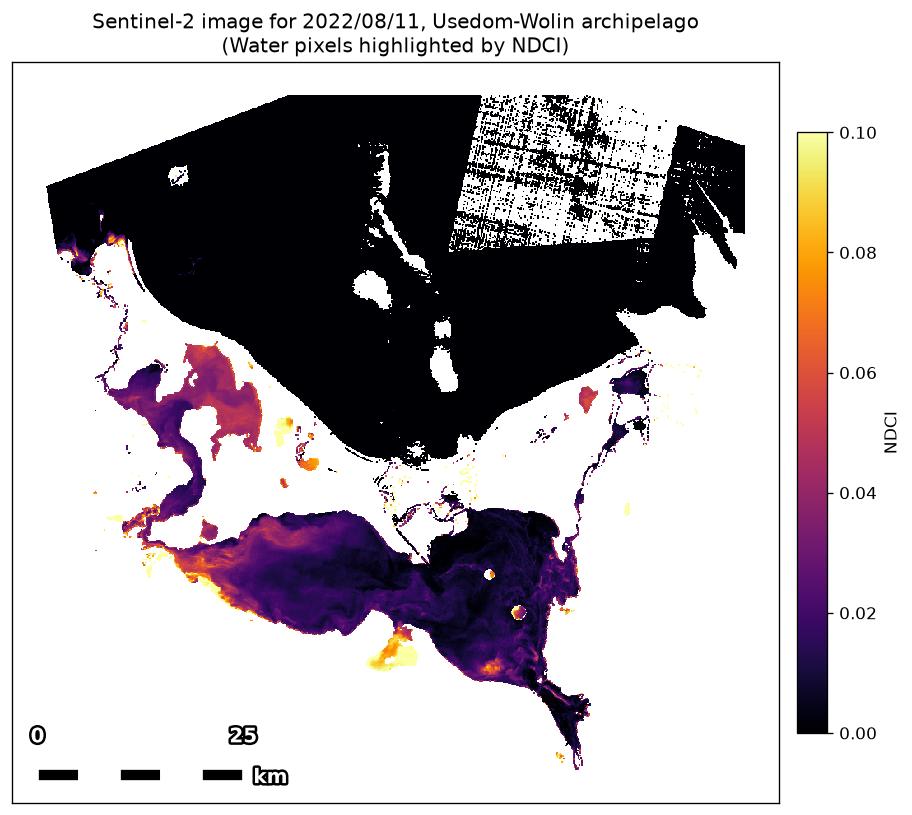 Sentinel-2 image for 2022/08/11, Usedom-Wolin archipelago
(Water pixels highlighted by NDCI)
0.10
0.08
0.06
0.04
0.02
0.00
NDCI
0 25
km